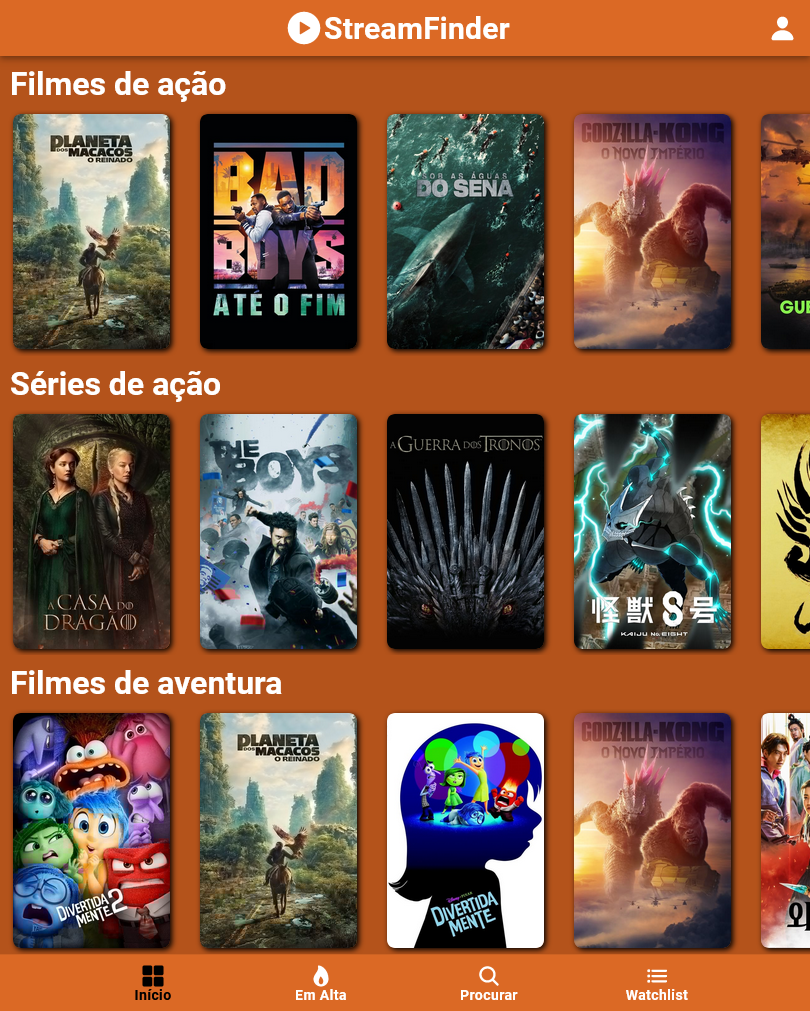 StreamFinder
Filmes de ação
PLANETA
DOS MACACOS
O REINADO
BAD
BOYS
ATÉ O FIM
SOB AS ÁGUAS
DO SENA
GODZILLA × KONG
O NOVO IMPÉRIO
Séries de ação
A CASA DO
DRAGÃO
THE
BOYS
A GUERRA DOS TRONOS
怪獣8号
KAIJU No. EIGHT
Filmes de aventura
DIVERTIDA
MENTE 2
PLANETA
DOS MACACOS
O REINADO
Disney·PIXAR
DIVERTIDA
MENTE
GODZILLA × KONG
O NOVO IMPÉRIO
Início
Em Alta
Procurar
Watchlist